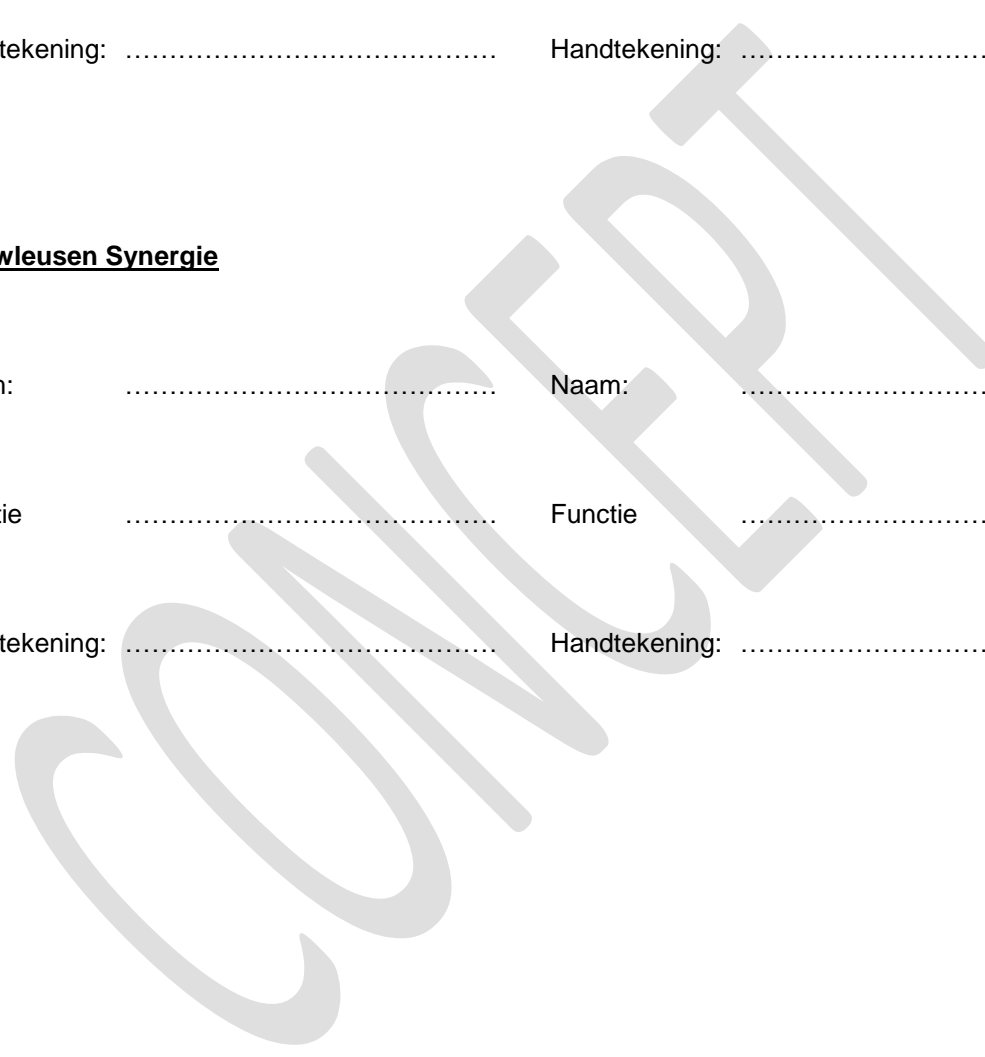 tekening: …………………………………… Handtekening: …………………………
wleusen Synergie
: …………………………………… Naam: …………………………
tie …………………………………… Functie …………………………
tekening: …………………………………… Handtekening: …………………………
CONCEPT